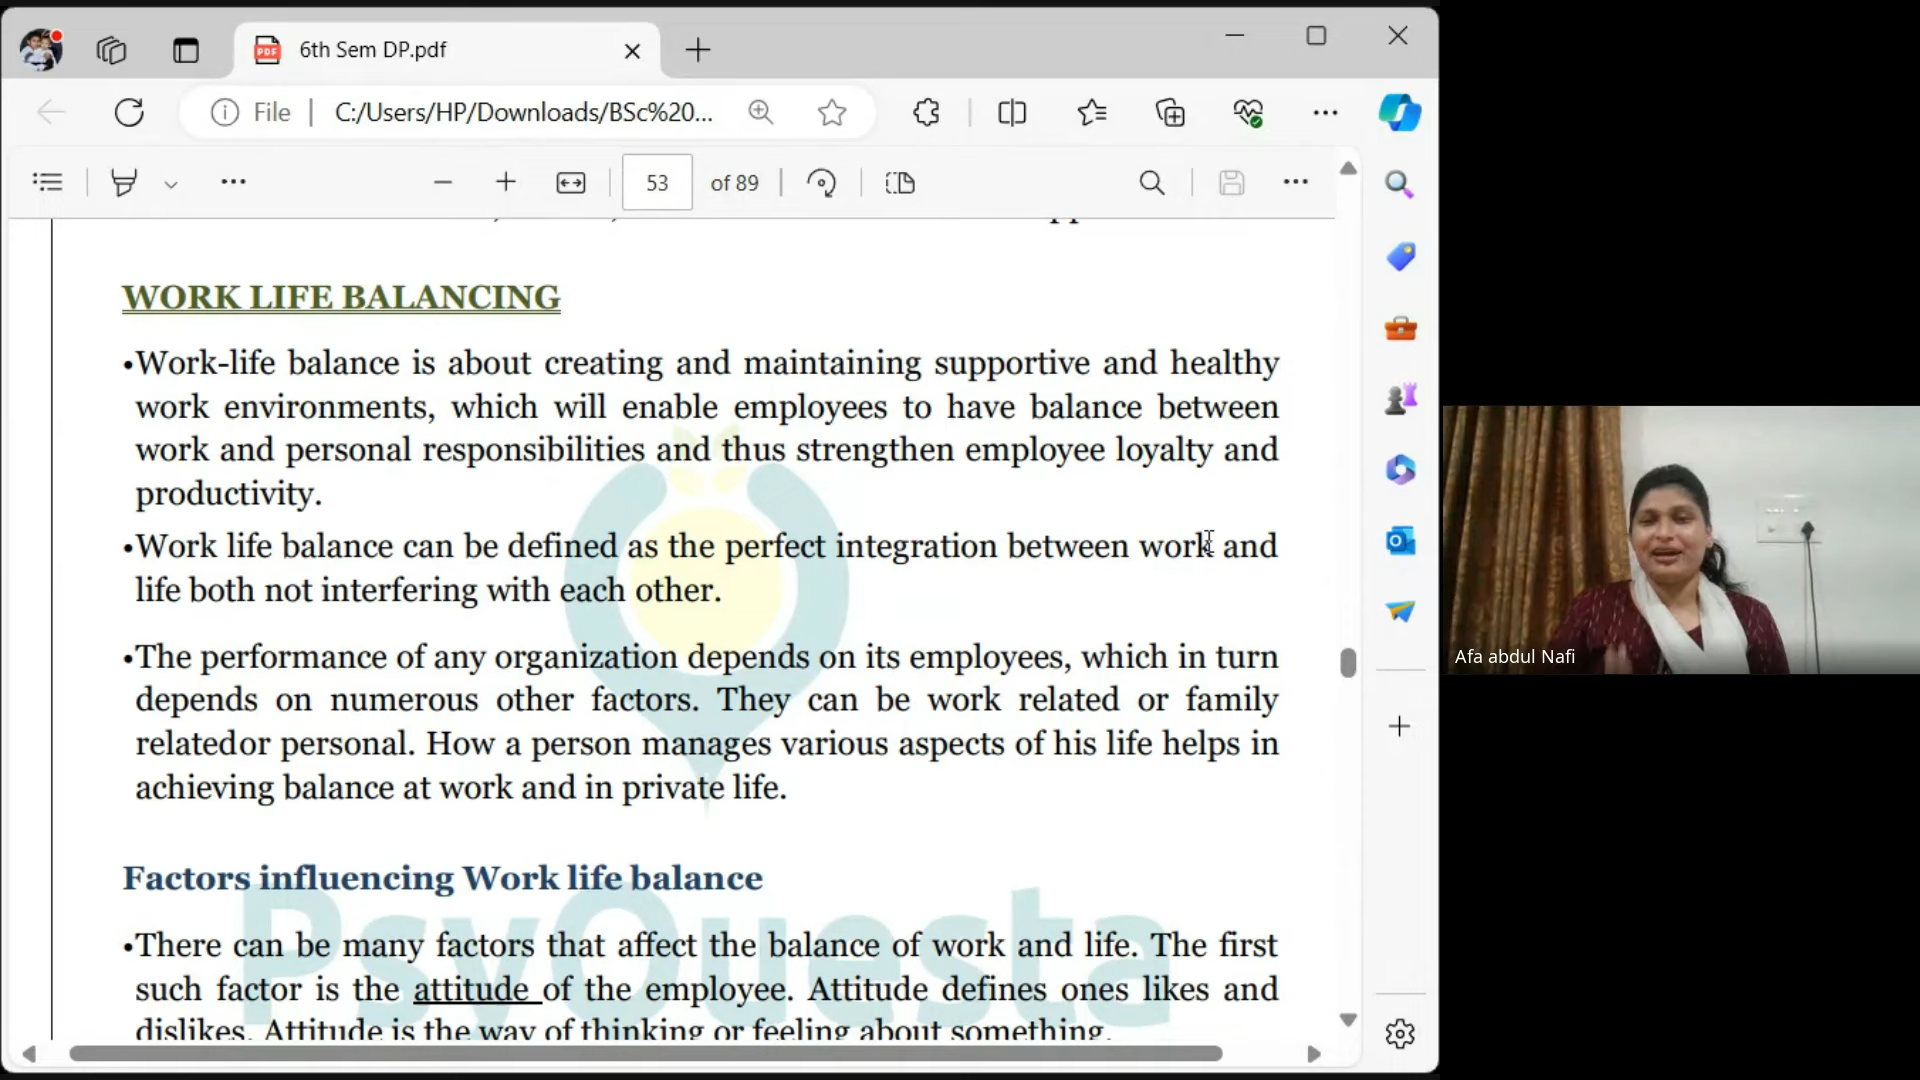 6th Sem DP.pdf
File
C:/Users/HP/Downloads/BSc%20...
53 of 89
WORK LIFE BALANCING
•Work-life balance is about creating and maintaining supportive and healthy
work environments, which will enable employees to have balance between
work and personal responsibilities and thus strengthen employee loyalty and
productivity.
•Work life balance can be defined as the perfect integration between work and
life both not interfering with each other.
•The performance of any organization depends on its employees, which in turn
depends on numerous other factors. They can be work related or family
relatedor personal. How a person manages various aspects of his life helps in
achieving balance at work and in private life.
Factors influencing Work life balance
•There can be many factors that affect the balance of work and life. The first
such factor is the attitude of the employee. Attitude defines ones likes and
dislikes. Attitude is the way of thinking or feeling about something.
PsyQuesta
Afa abdul Nafi